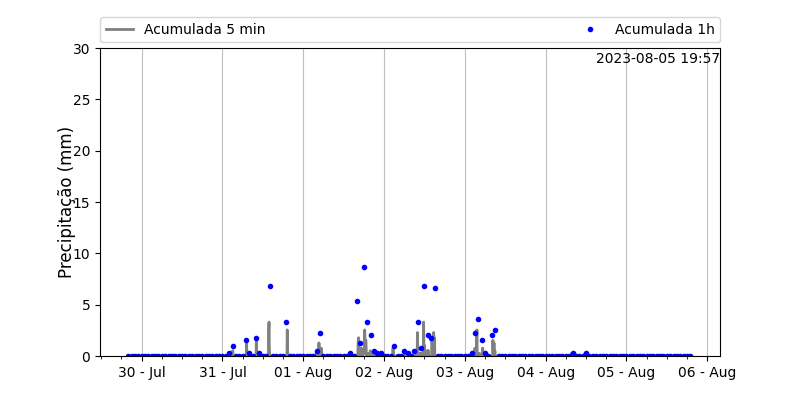 Acumulada 5 min Acumulada 1h
2023-08-05 19:57
Precipitação (mm)
30
25
20
15
10
5
0
30 - Jul 31 - Jul 01 - Aug 02 - Aug 03 - Aug 04 - Aug 05 - Aug 06 - Aug